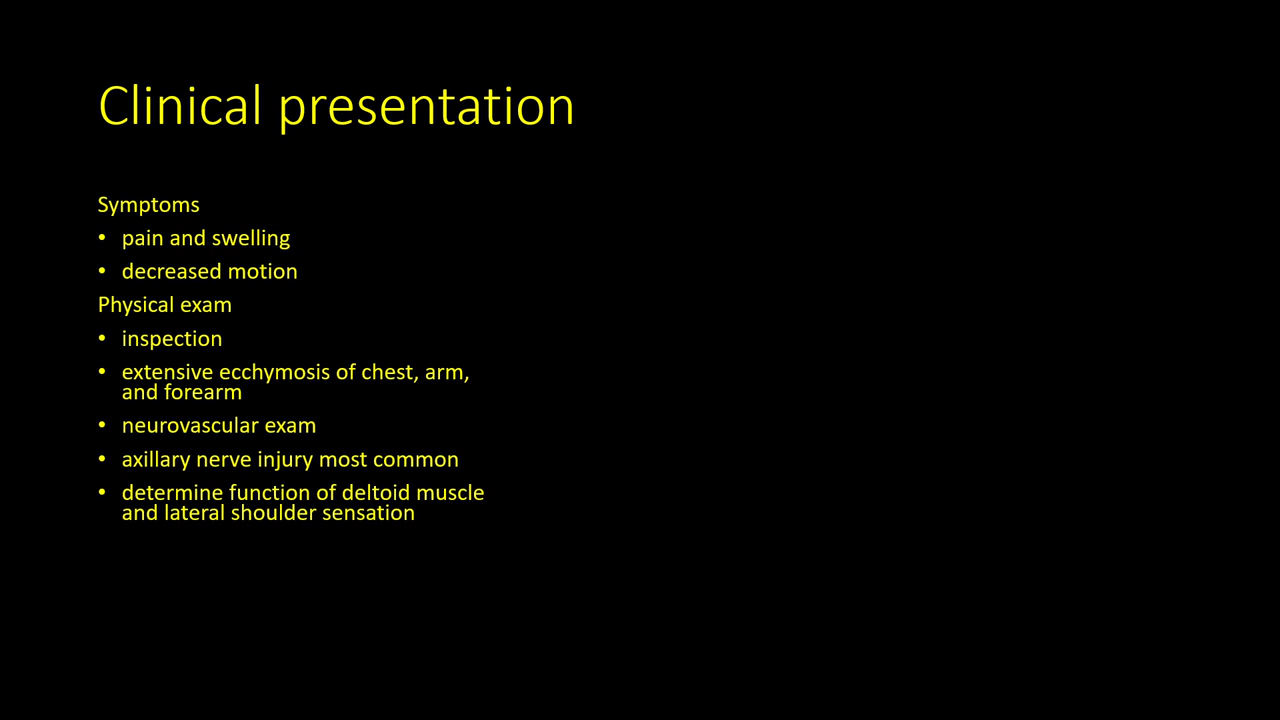 Clinical presentation
Symptoms
• pain and swelling
• decreased motion
Physical exam
• inspection
• extensive ecchymosis of chest, arm,
and forearm
• neurovascular exam
• axillary nerve injury most common
• determine function of deltoid muscle
and lateral shoulder sensation